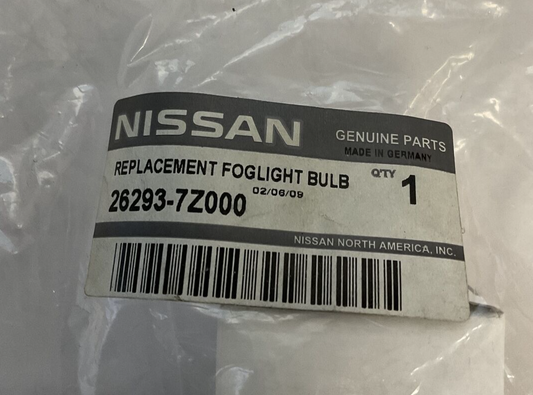 NISSAN GENUINE PARTS
MADE IN GERMANY
REPLACEMENT FOGLIGHT BULB QTY 1
26293-7Z000 02/06/09
NISSAN NORTH AMERICA, INC.